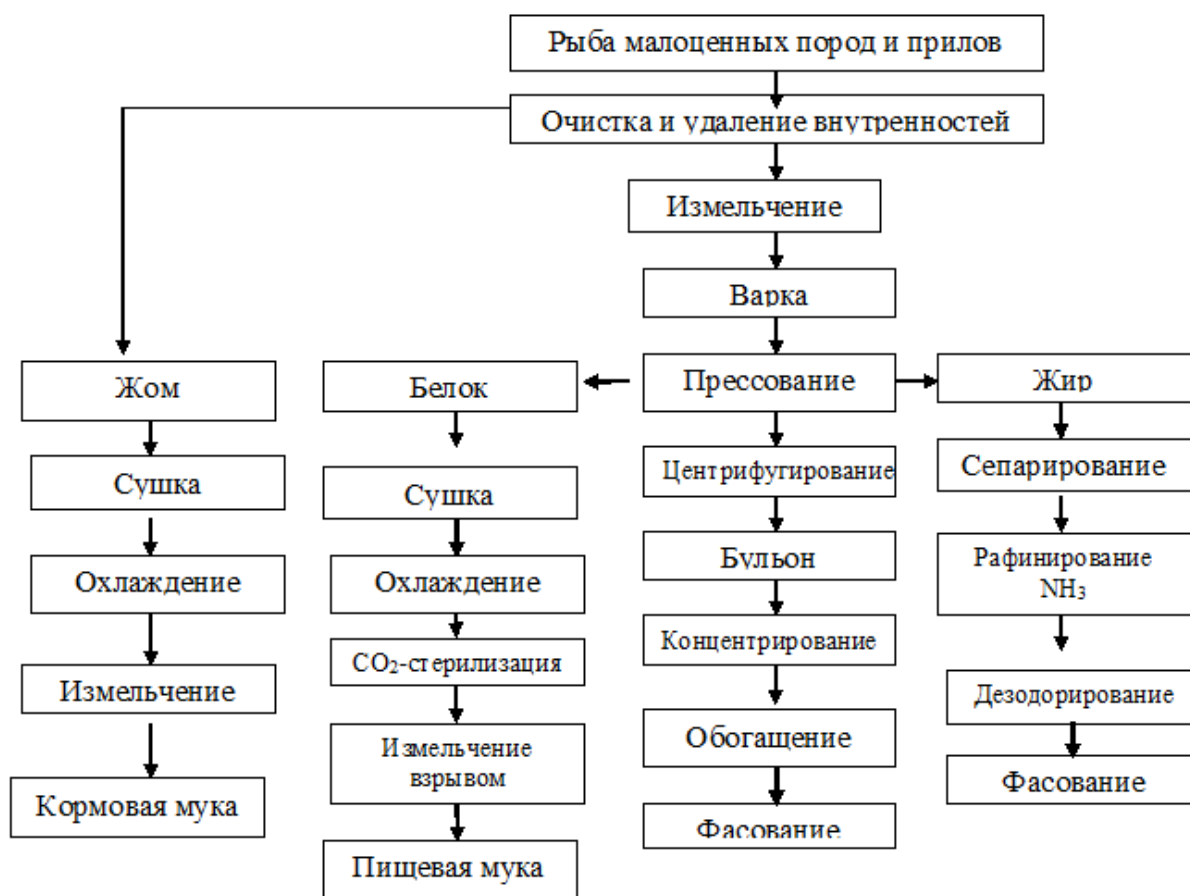 Рыба малоценных пород и прилов
Очистка и удаление внутренностей
Измельчение
Варка
Прессование
Жом
Белок
Жир
Сушка
Сушка
Центрифугирование
Сепарирование
Охлаждение
Охлаждение
Бульон
Рафинирование
NH₃
Измельчение
CO₂-стерилизация
Концентрирование
Дезодорирование
Кормовая мука
Измельчение
взрывом
Обогащение
Фасование
Пищевая мука
Фасование